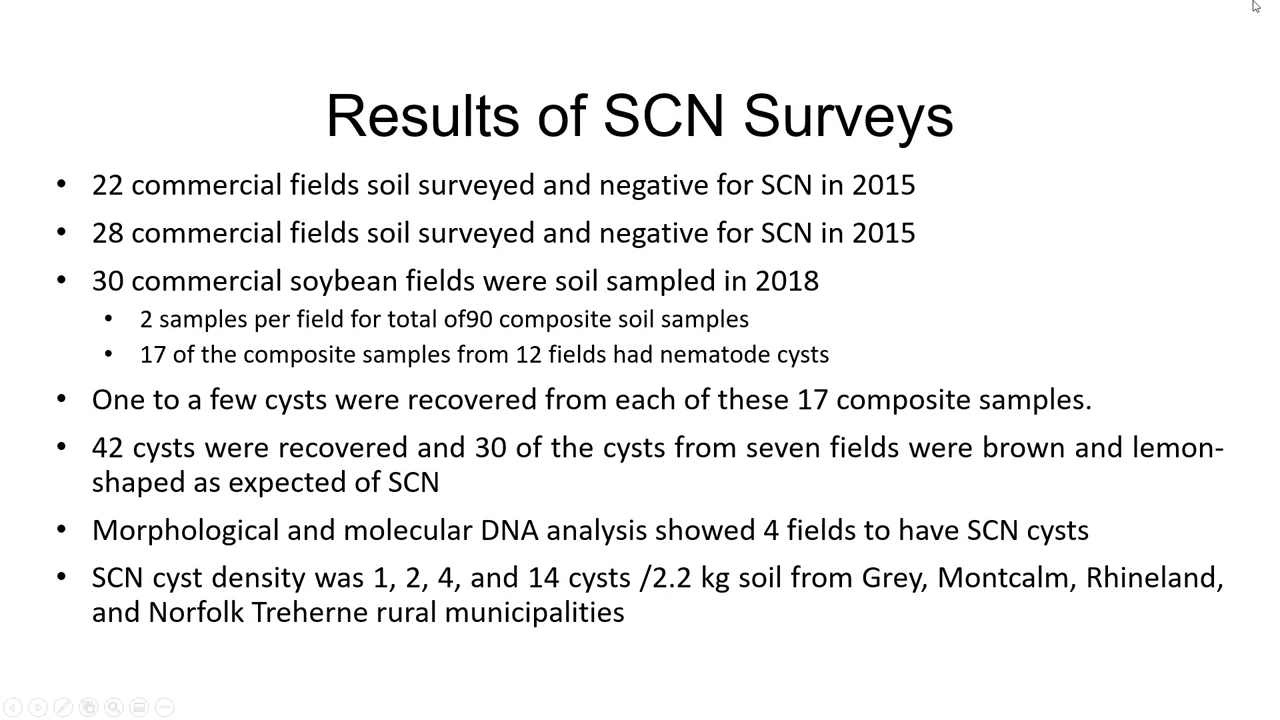 Results of SCN Surveys
• 22 commercial fields soil surveyed and negative for SCN in 2015
• 28 commercial fields soil surveyed and negative for SCN in 2015
• 30 commercial soybean fields were soil sampled in 2018
• 2 samples per field for total of90 composite soil samples
• 17 of the composite samples from 12 fields had nematode cysts
• One to a few cysts were recovered from each of these 17 composite samples.
• 42 cysts were recovered and 30 of the cysts from seven fields were brown and lemon-
shaped as expected of SCN
• Morphological and molecular DNA analysis showed 4 fields to have SCN cysts
• SCN cyst density was 1, 2, 4, and 14 cysts /2.2 kg soil from Grey, Montcalm, Rhineland,
and Norfolk Treherne rural municipalities